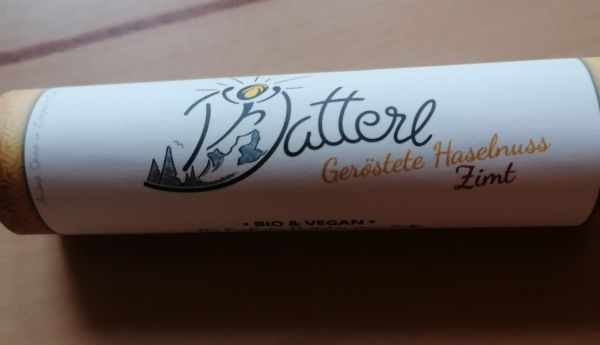 Datterl
Geröstete Haselnuss
Zimt
• BIO & VEGAN •